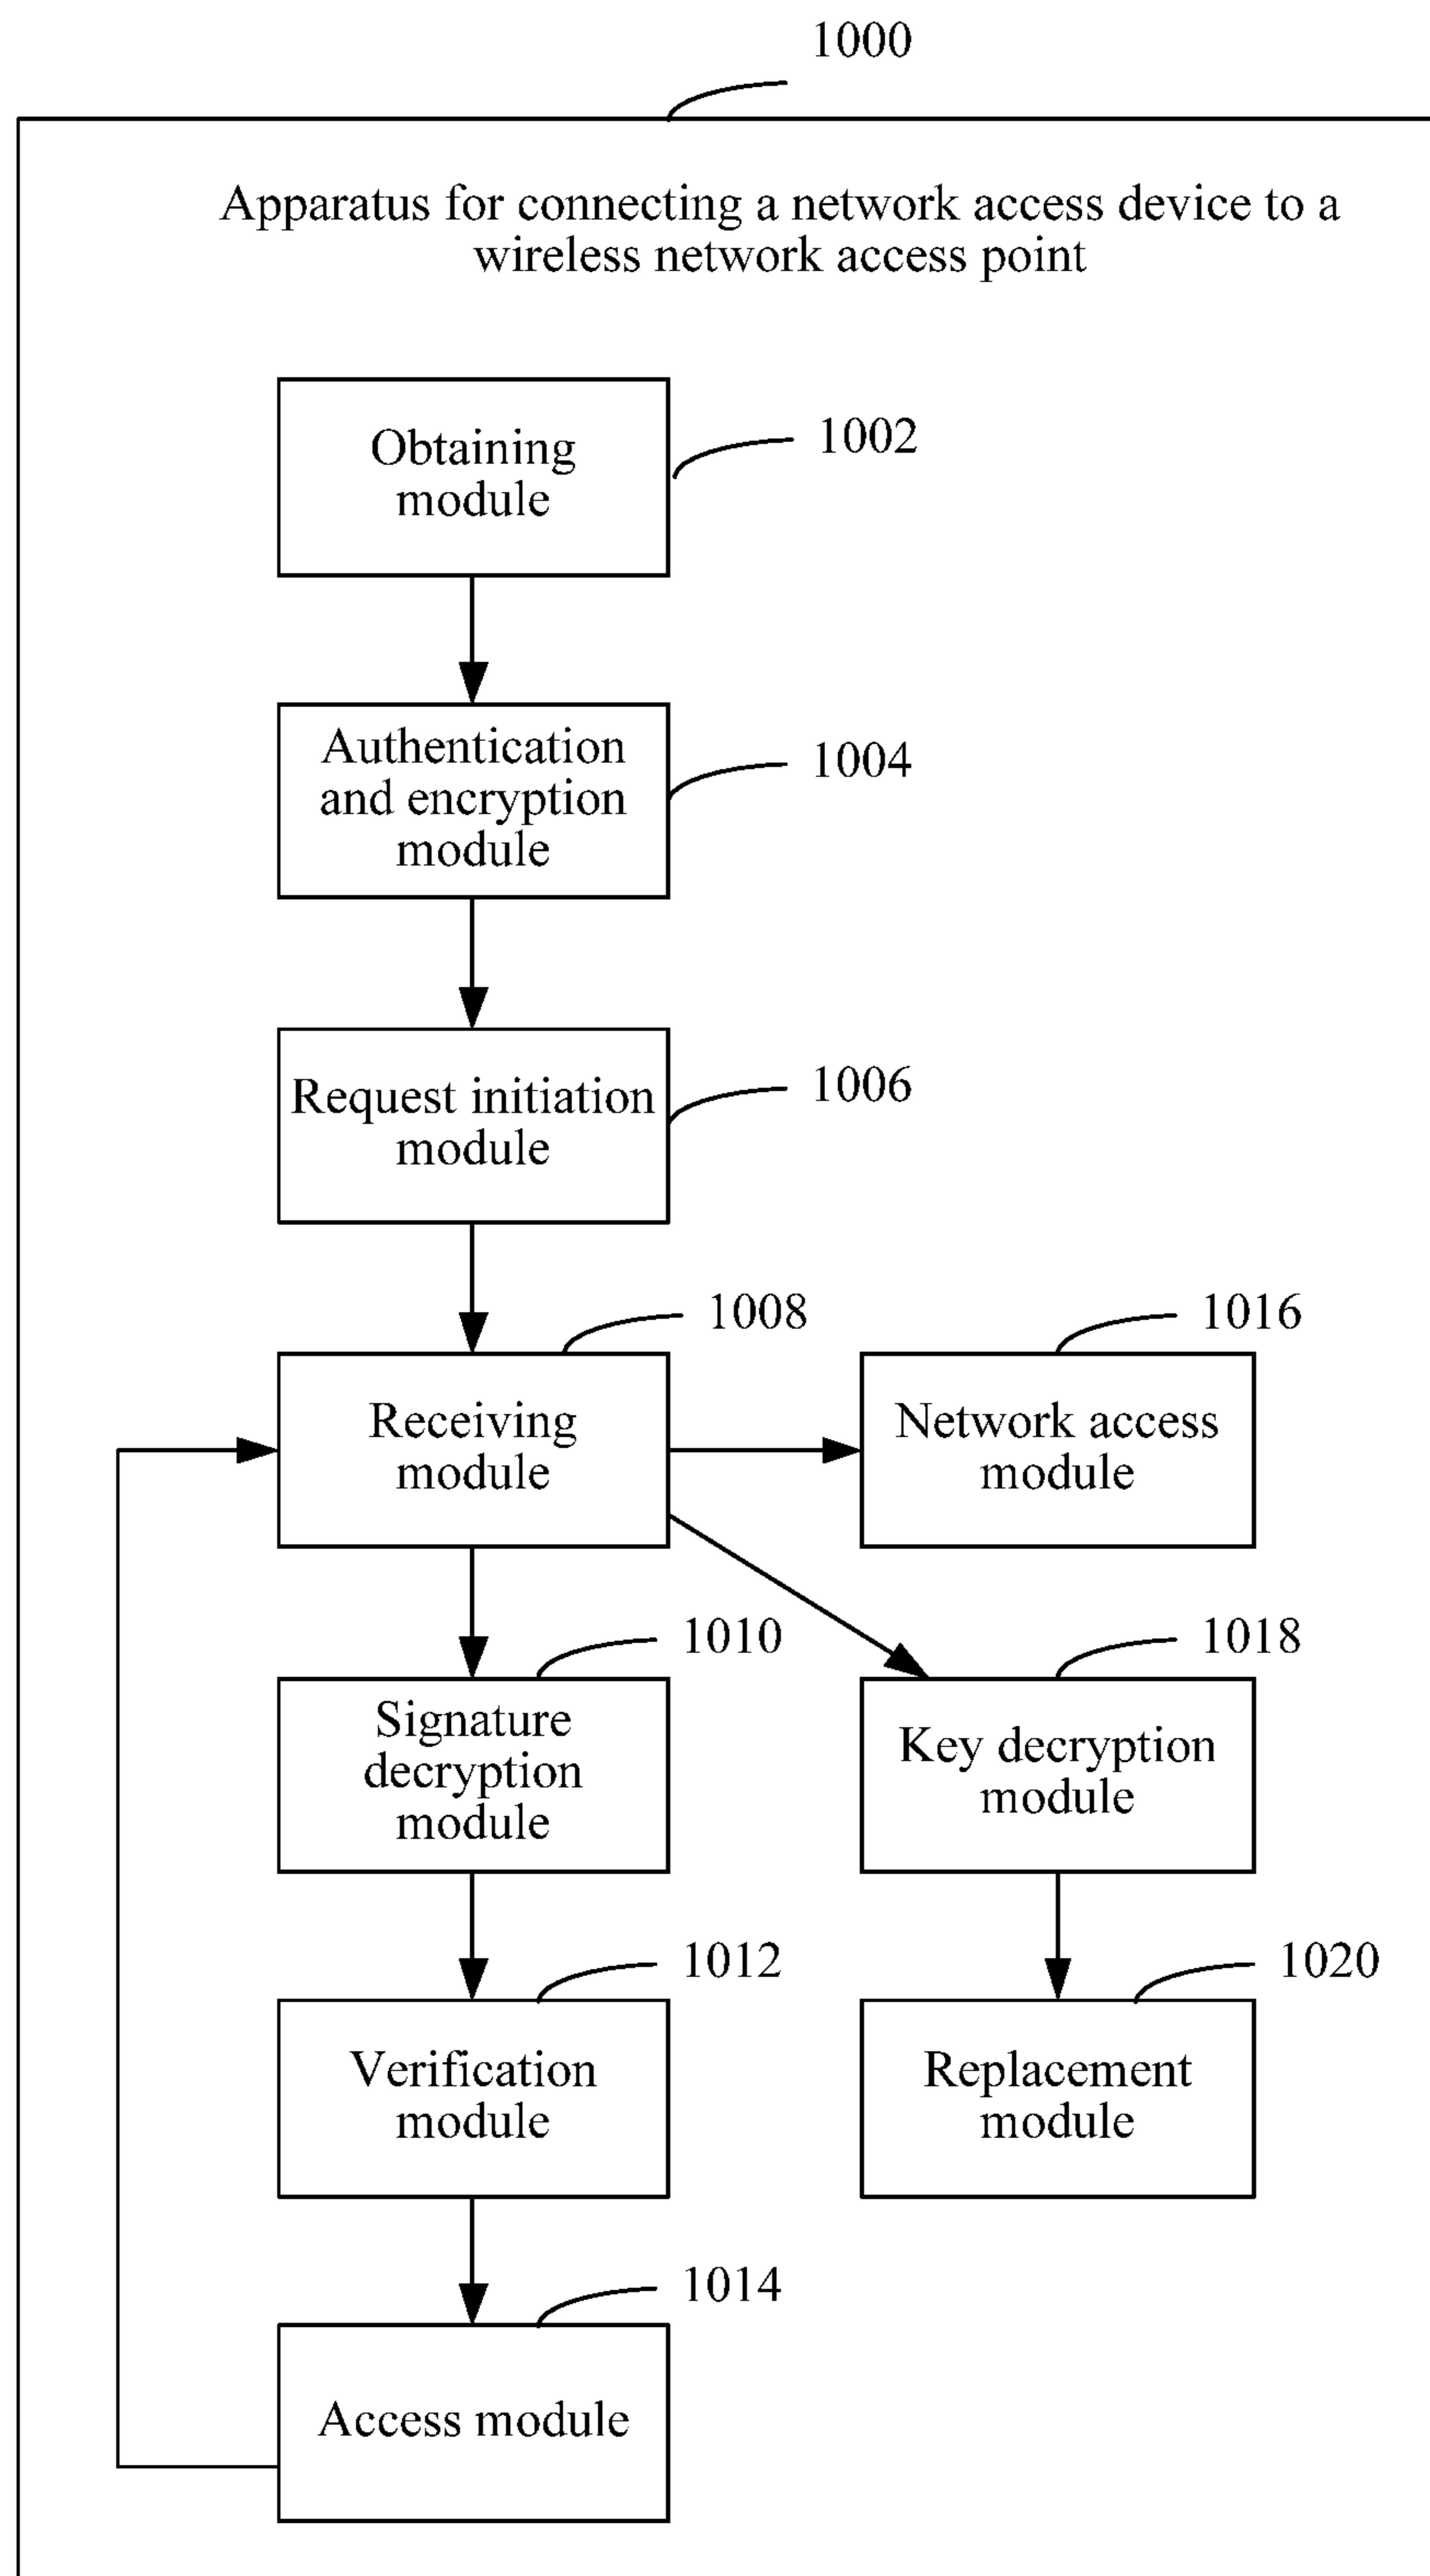 1000
Apparatus for connecting a network access device to a
wireless network access point
Obtaining
module
1002
Authentication
and encryption
module
1004
Request initiation
module
1006
1008
Receiving
module
1016
Network access
module
1010
Signature
decryption
module
1018
Key decryption
module
1012
Verification
module
1020
Replacement
module
1014
Access module